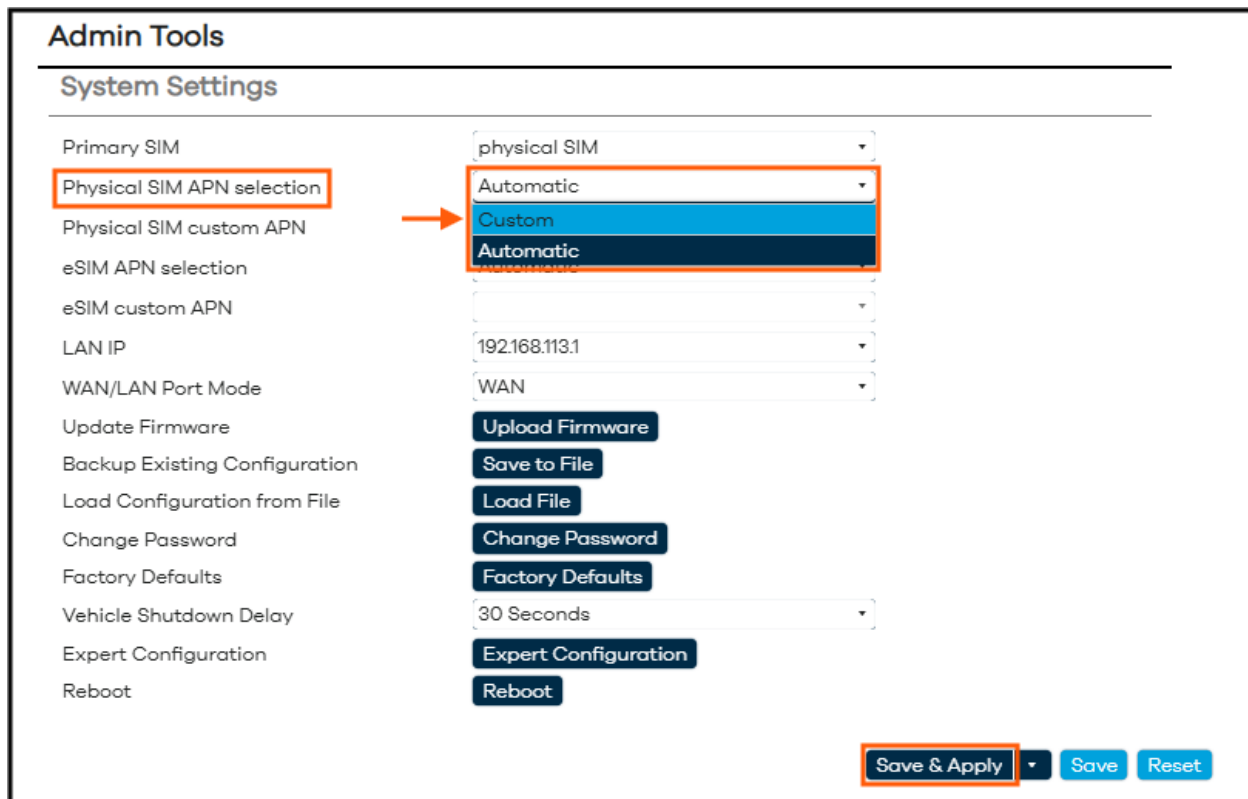 Admin Tools
System Settings
Primary SIM physical SIM
Physical SIM APN selection Automatic
Physical SIM custom APN Custom
Automatic
eSIM APN selection Automatic
eSIM custom APN
LAN IP 192.168.113.1
WAN/LAN Port Mode WAN
Update Firmware Upload Firmware
Backup Existing Configuration Save to File
Load Configuration from File Load File
Change Password Change Password
Factory Defaults Factory Defaults
Vehicle Shutdown Delay 30 Seconds
Expert Configuration Expert Configuration
Reboot Reboot
Save & Apply Save Reset